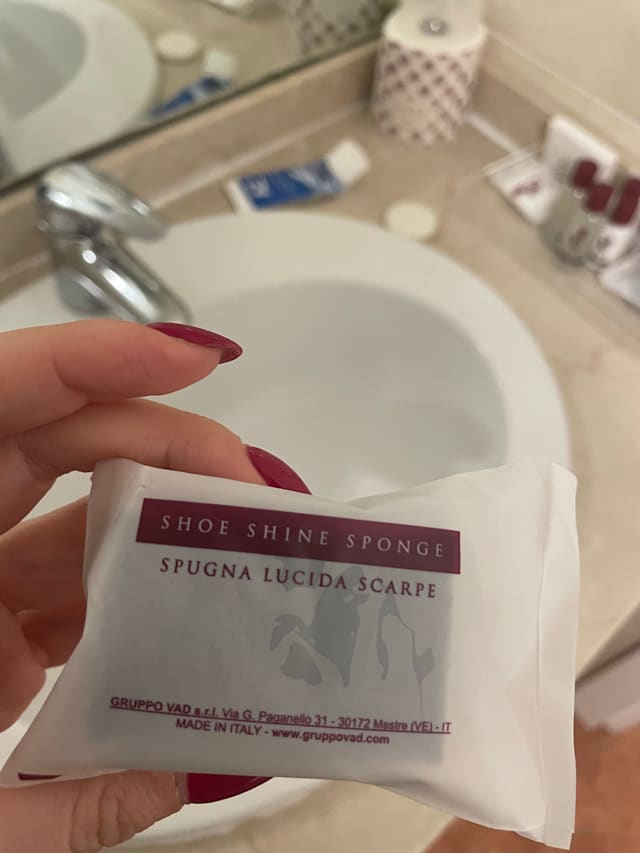 SHOE SHINE SPONGE
SPUGNA LUCIDA SCARPE
GRUPPO VAD s.r.l. Via G. Paganello 31 - 30172 Mestre (VE) - IT
MADE IN ITALY - www.gruppovad.com